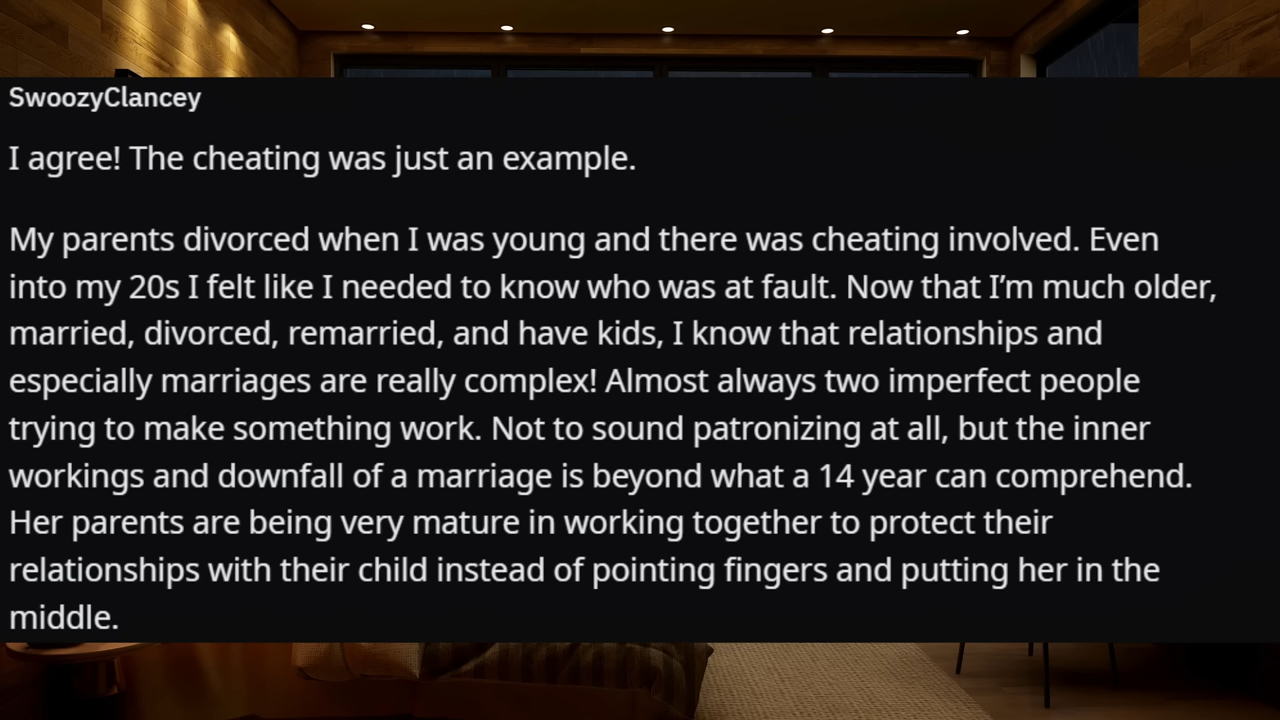 SwoozyClancey
I agree! The cheating was just an example.
My parents divorced when I was young and there was cheating involved. Even
into my 20s I felt like I needed to know who was at fault. Now that I’m much older,
married, divorced, remarried, and have kids, I know that relationships and
especially marriages are really complex! Almost always two imperfect people
trying to make something work. Not to sound patronizing at all, but the inner
workings and downfall of a marriage is beyond what a 14 year can comprehend.
Her parents are being very mature in working together to protect their
relationships with their child instead of pointing fingers and putting her in the
middle.